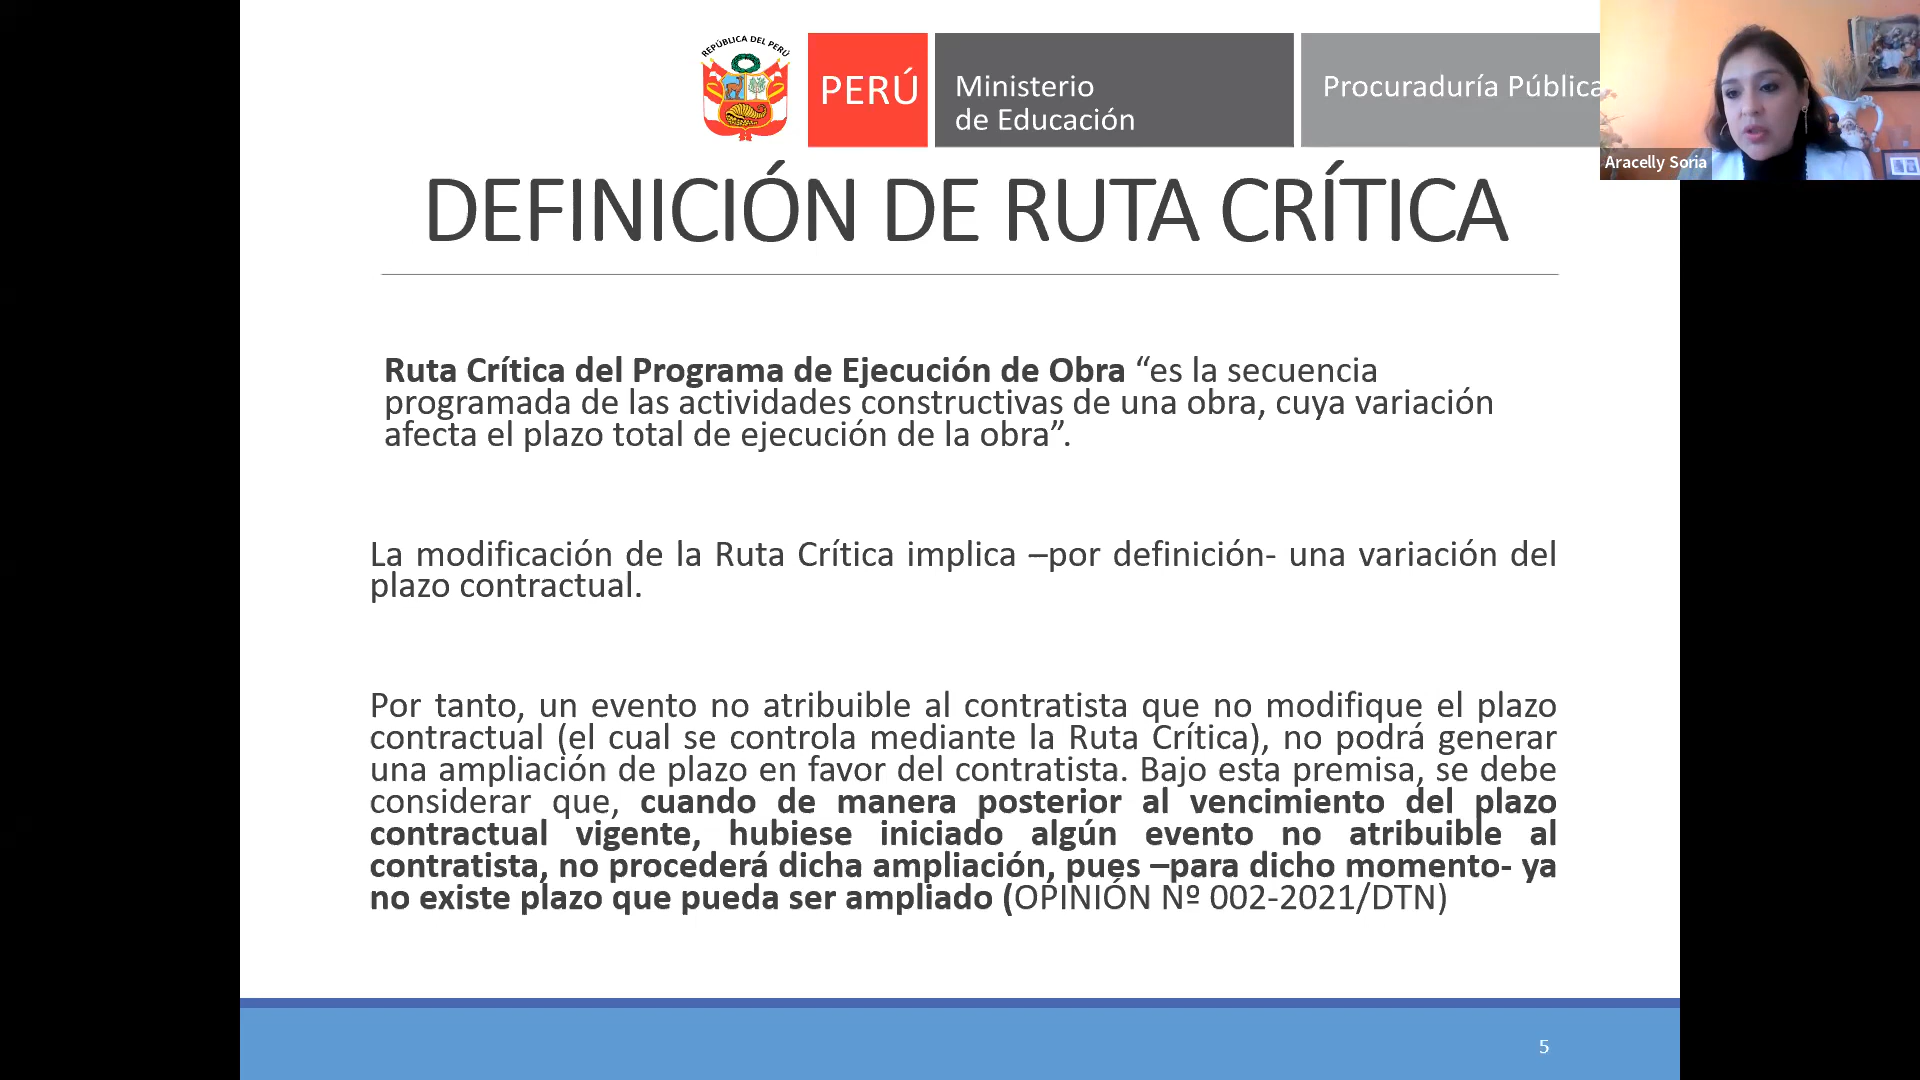 REPÚBLICA DEL PERÚ
PERÚ
Ministerio
de Educación
Procuraduría Pública
Aracelly Soria
DEFINICIÓN DE RUTA CRÍTICA
Ruta Crítica del Programa de Ejecución de Obra “es la secuencia
programada de las actividades constructivas de una obra, cuya variación
afecta el plazo total de ejecución de la obra”.
La modificación de la Ruta Crítica implica –por definición- una variación del
plazo contractual.
Por tanto, un evento no atribuible al contratista que no modifique el plazo
contractual (el cual se controla mediante la Ruta Crítica), no podrá generar
una ampliación de plazo en favor del contratista. Bajo esta premisa, se debe
considerar que, cuando de manera posterior al vencimiento del plazo
contractual vigente, hubiese iniciado algún evento no atribuible al
contratista, no procederá dicha ampliación, pues –para dicho momento- ya
no existe plazo que pueda ser ampliado (OPINIÓN Nº 002-2021/DTN)
5